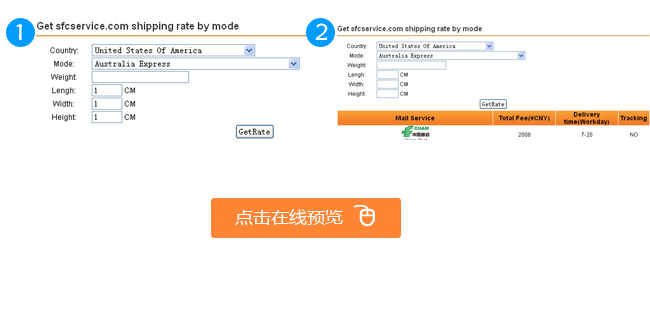 1
Get sfcservice.com shipping rate by mode
Country: United States Of America
Mode: Australia Express
Weight:
Lengh: 1 CM
Width: 1 CM
Height: 1 CM
GetRate
2
Get sfcservice.com shipping rate by mode
Country: United States Of America
Mode: Australia Express
Weight:
Lengh: CM
Width: CM
Height: CM
GetRate
Mail Service Total Fee(¥CNY) Delivery time(Workday) Tracking
CHAM
中国邮政
2008 7-20 NO
点击在线预览